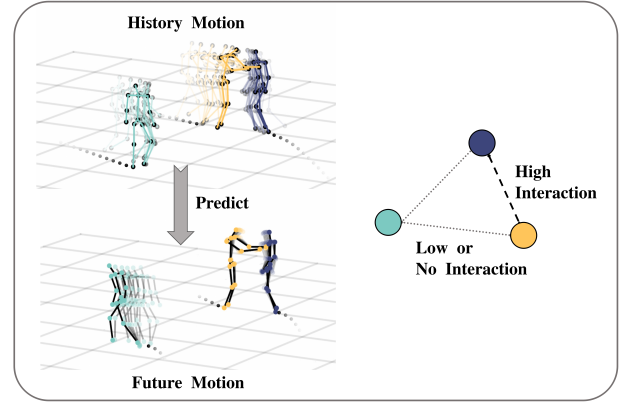 History Motion
Predict
Future Motion
High
Interaction
Low or
No Interaction